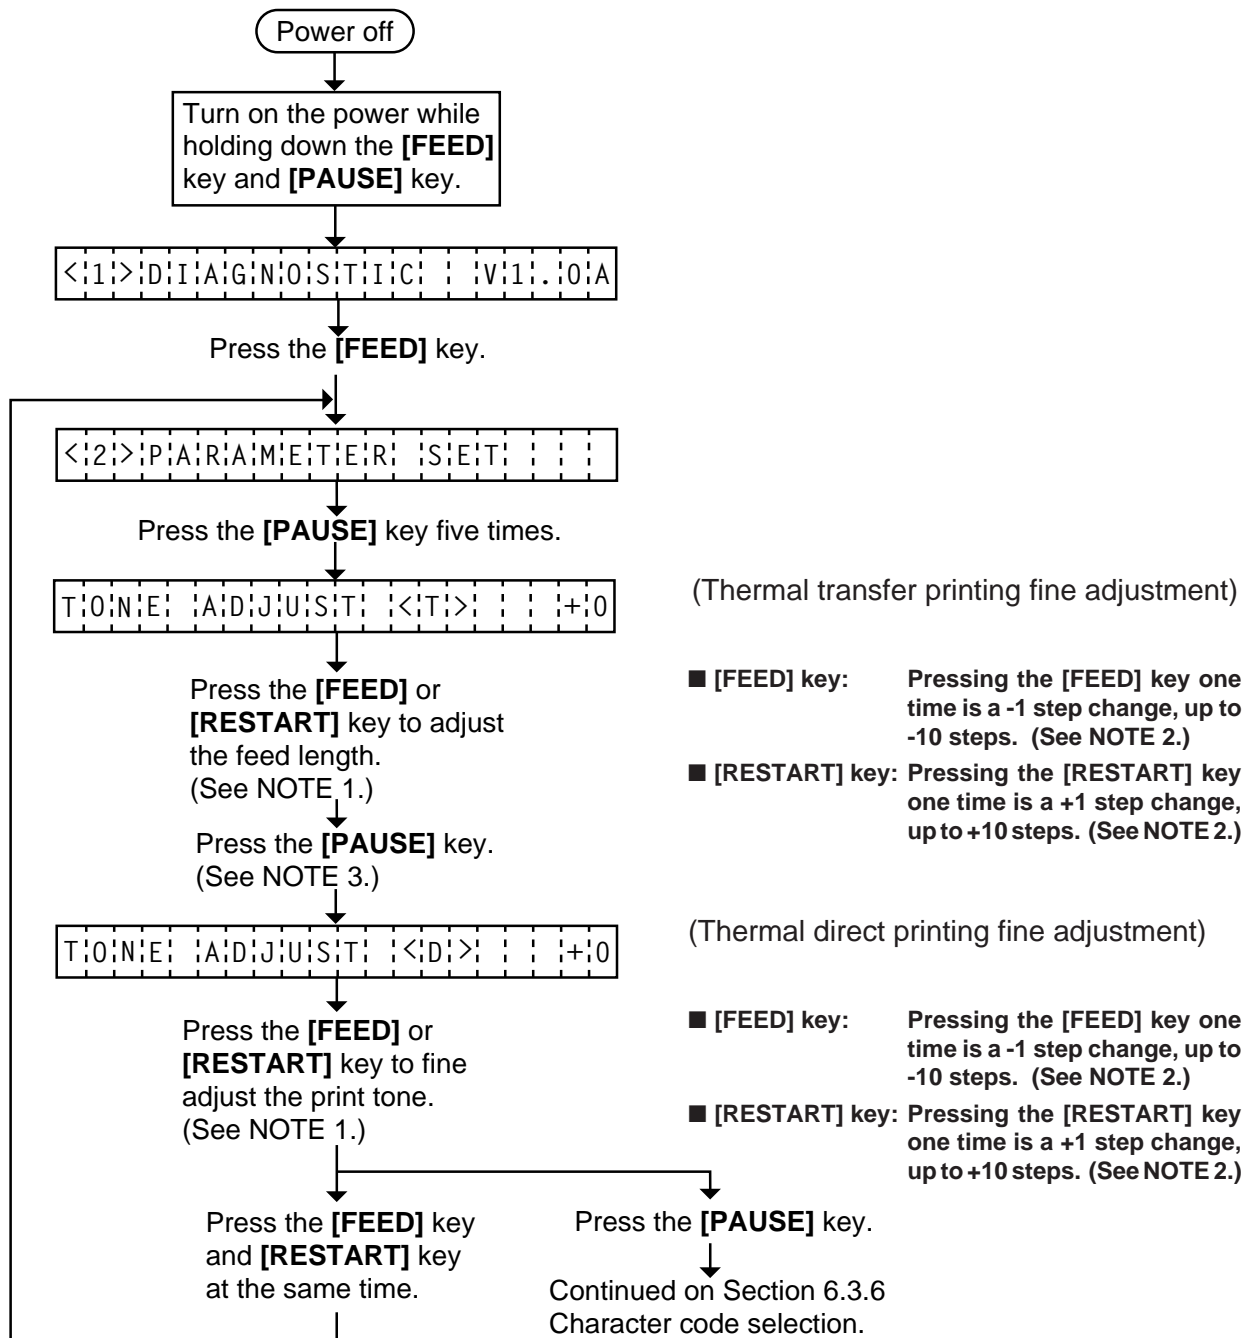 Power off
Turn on the power while
holding down the [FEED]
key and [PAUSE] key.
<1>DIAGNOSTIC  V1.0A
Press the [FEED] key.
<2>PARAMETER SET
Press the [PAUSE] key five times.
TONE ADJUST <T>   +0
(Thermal transfer printing fine adjustment)
Press the [FEED] or
[RESTART] key to adjust
the feed length.
(See NOTE 1.)
■ [FEED] key: Pressing the [FEED] key one
time is a -1 step change, up to
-10 steps. (See NOTE 2.)
■ [RESTART] key: Pressing the [RESTART] key
one time is a +1 step change,
up to +10 steps. (See NOTE 2.)
Press the [PAUSE] key.
(See NOTE 3.)
TONE ADJUST <D>   +0
(Thermal direct printing fine adjustment)
Press the [FEED] or
[RESTART] key to fine
adjust the print tone.
(See NOTE 1.)
■ [FEED] key: Pressing the [FEED] key one
time is a -1 step change, up to
-10 steps. (See NOTE 2.)
■ [RESTART] key: Pressing the [RESTART] key
one time is a +1 step change,
up to +10 steps. (See NOTE 2.)
Press the [FEED] key
and [RESTART] key
at the same time.
Press the [PAUSE] key.
Continued on Section 6.3.6
Character code selection.